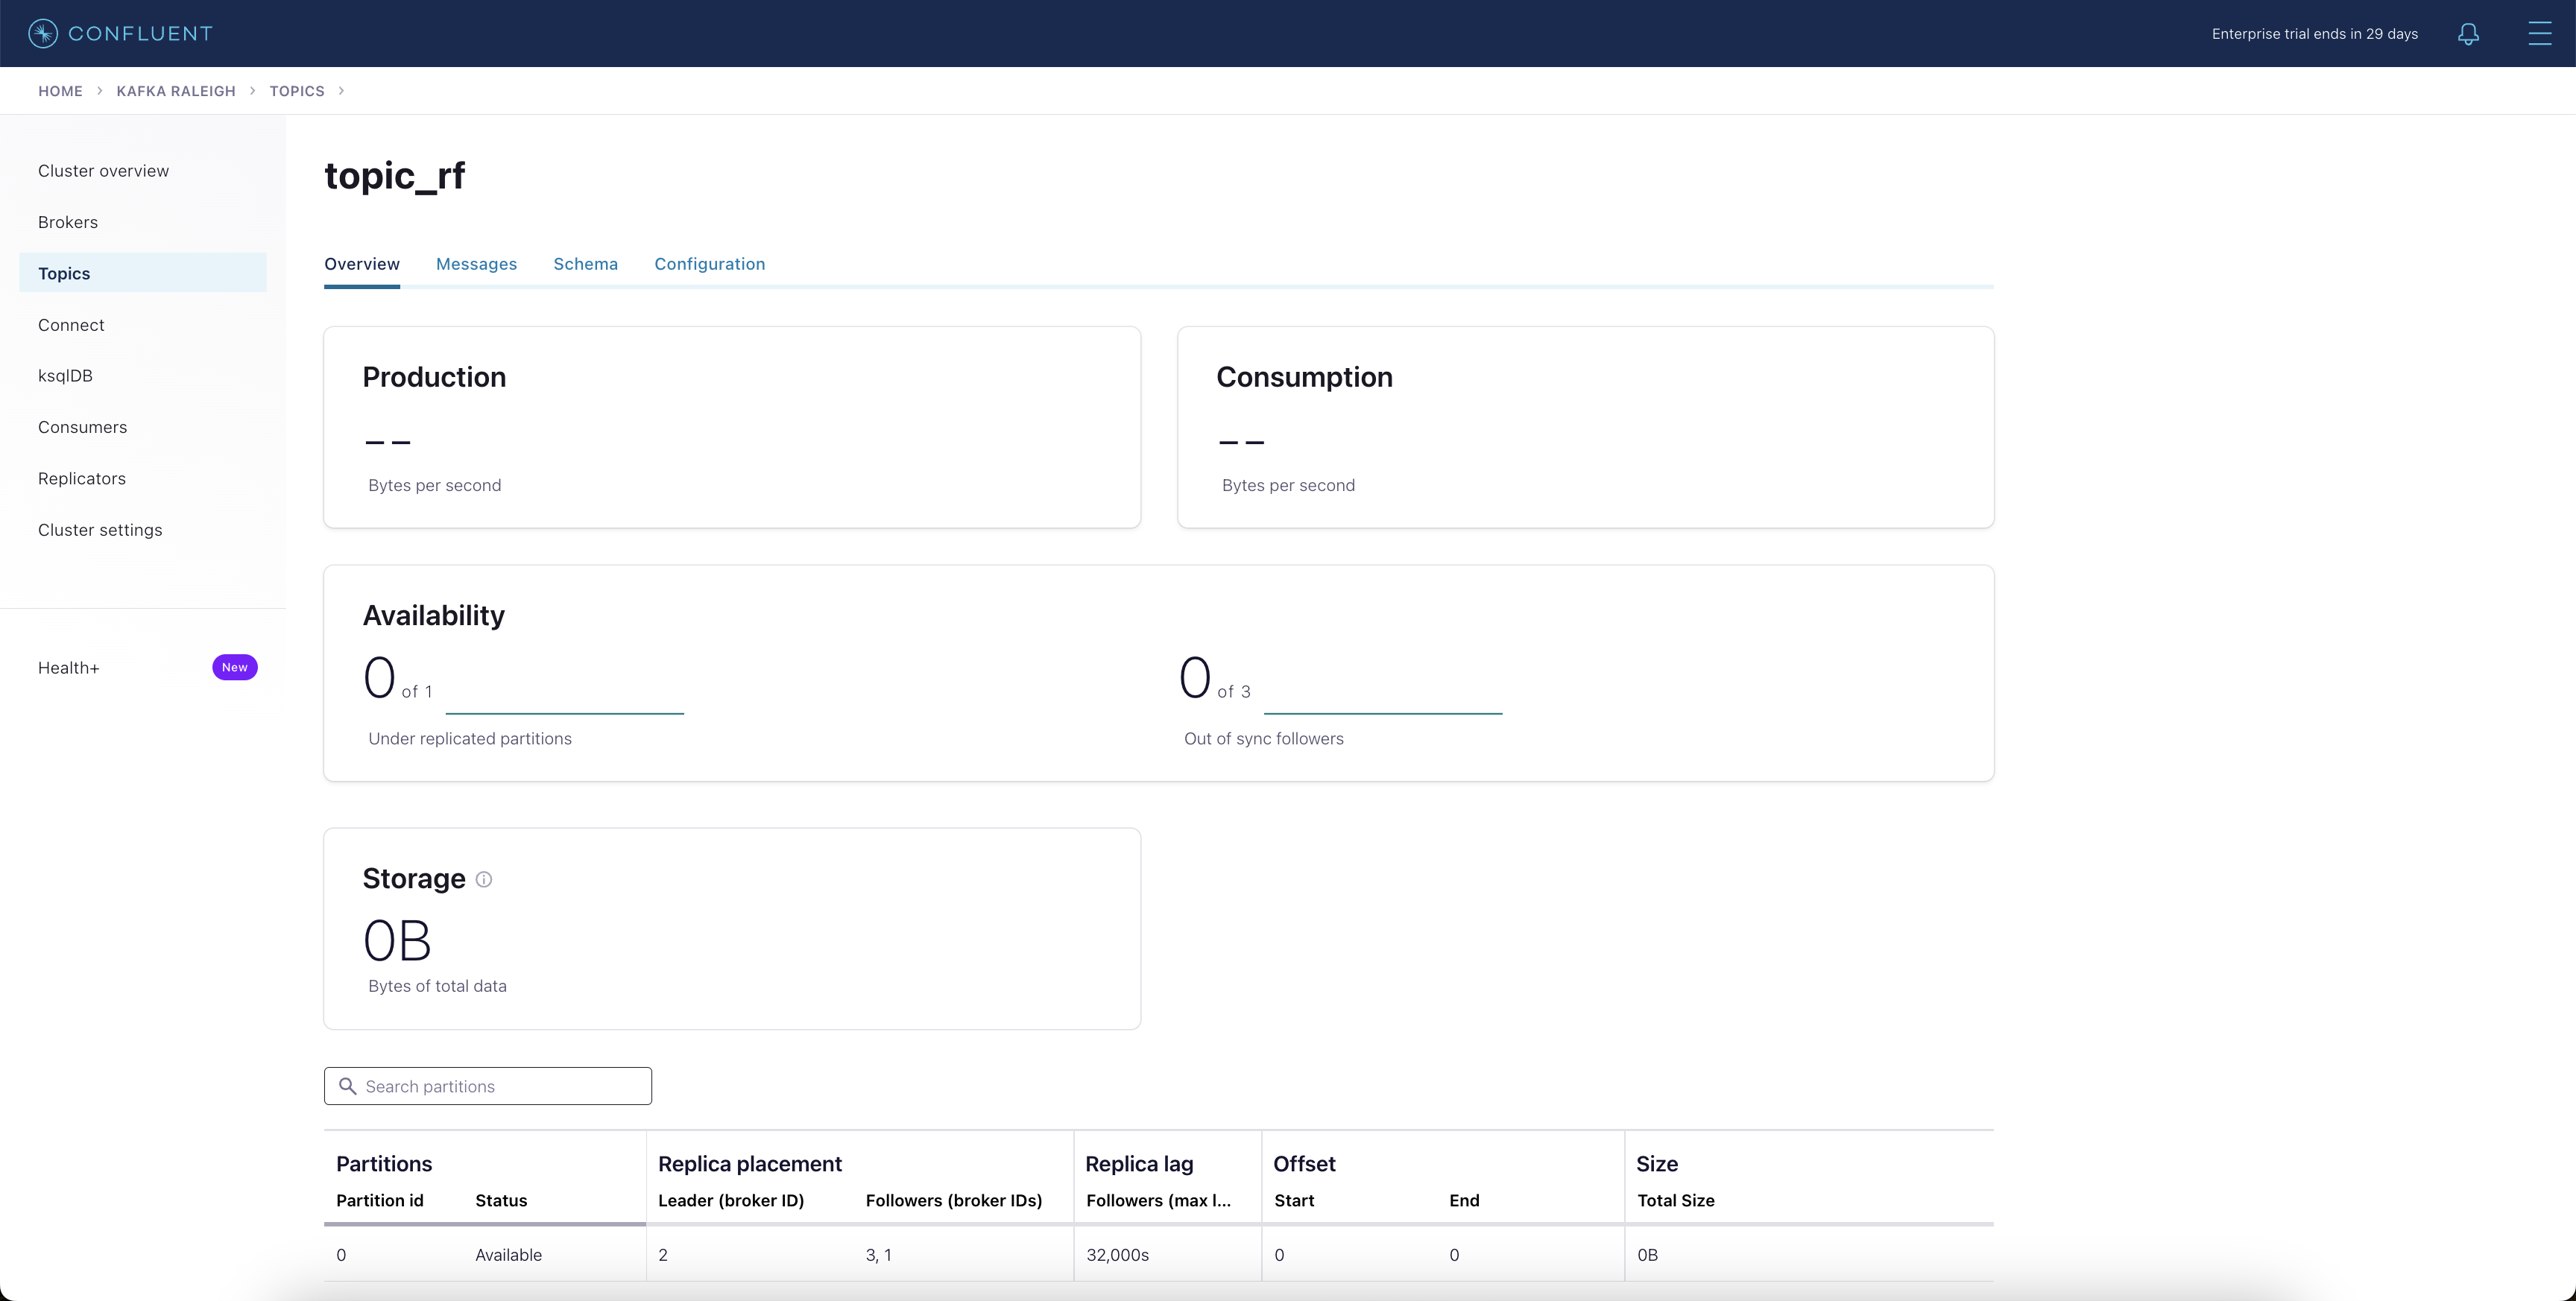 CONFLUENT
Enterprise trial ends in 29 days
HOME > KAFKA RALEIGH > TOPICS >
Cluster overview
Brokers
Topics
Connect
ksqlDB
Consumers
Replicators
Cluster settings
Health+ New
topic_rf
Overview Messages Schema Configuration
Production
--
Bytes per second
Consumption
--
Bytes per second
Availability
0 of 1
Under replicated partitions
0 of 3
Out of sync followers
Storage
0B
Bytes of total data
Search partitions
Partitions Replica placement Replica lag Offset Size
Partition id Status Leader (broker ID) Followers (broker IDs) Followers (max l... Start End Total Size
0 Available 2 3, 1 32,000s 0 0 0B